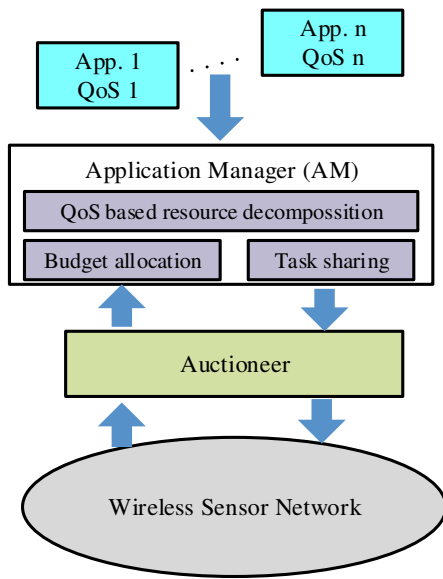 App. 1
QoS 1
. . . .
App. n
QoS n
Application Manager (AM)
QoS based resource decompossition
Budget allocation
Task sharing
Auctioneer
Wireless Sensor Network